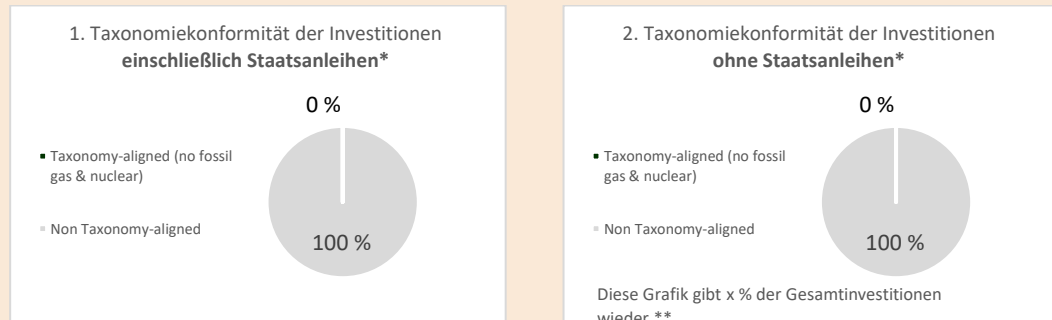 1. Taxonomiekonformität der Investitionen
einschließlich Staatsanleihen*
0 %
Taxonomy-aligned (no fossil
gas & nuclear)
Non Taxonomy-aligned
100 %
2. Taxonomiekonformität der Investitionen
ohne Staatsanleihen*
0 %
Taxonomy-aligned (no fossil
gas & nuclear)
Non Taxonomy-aligned
100 %
Diese Grafik gibt x % der Gesamtinvestitionen
wieder.**